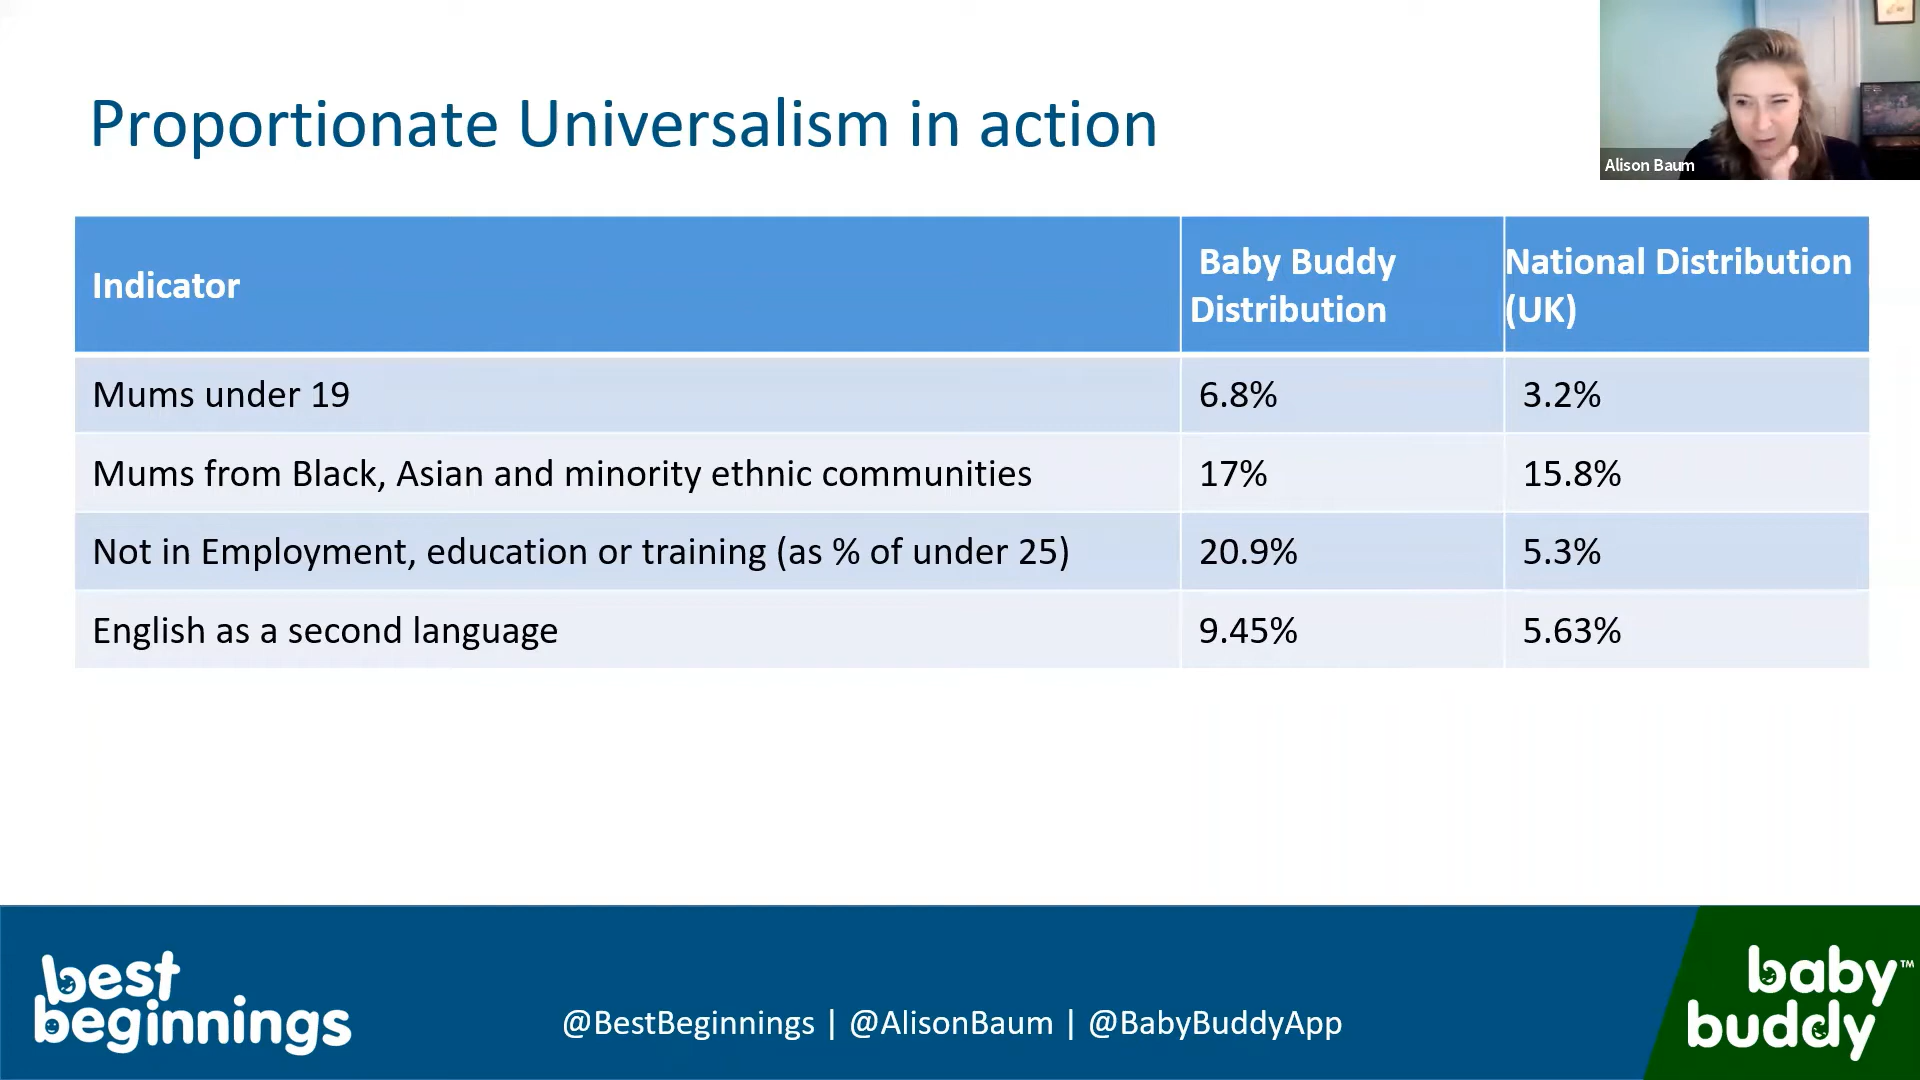 Proportionate Universalism in action
Alison Baum
Indicator
Baby Buddy
Distribution
National Distribution
(UK)
Mums under 19
6.8%
3.2%
Mums from Black, Asian and minority ethnic communities
17%
15.8%
Not in Employment, education or training (as % of under 25)
20.9%
5.3%
English as a second language
9.45%
5.63%
best
beginnings
@BestBeginnings | @AlisonBaum | @BabyBuddyApp
baby™
buddy